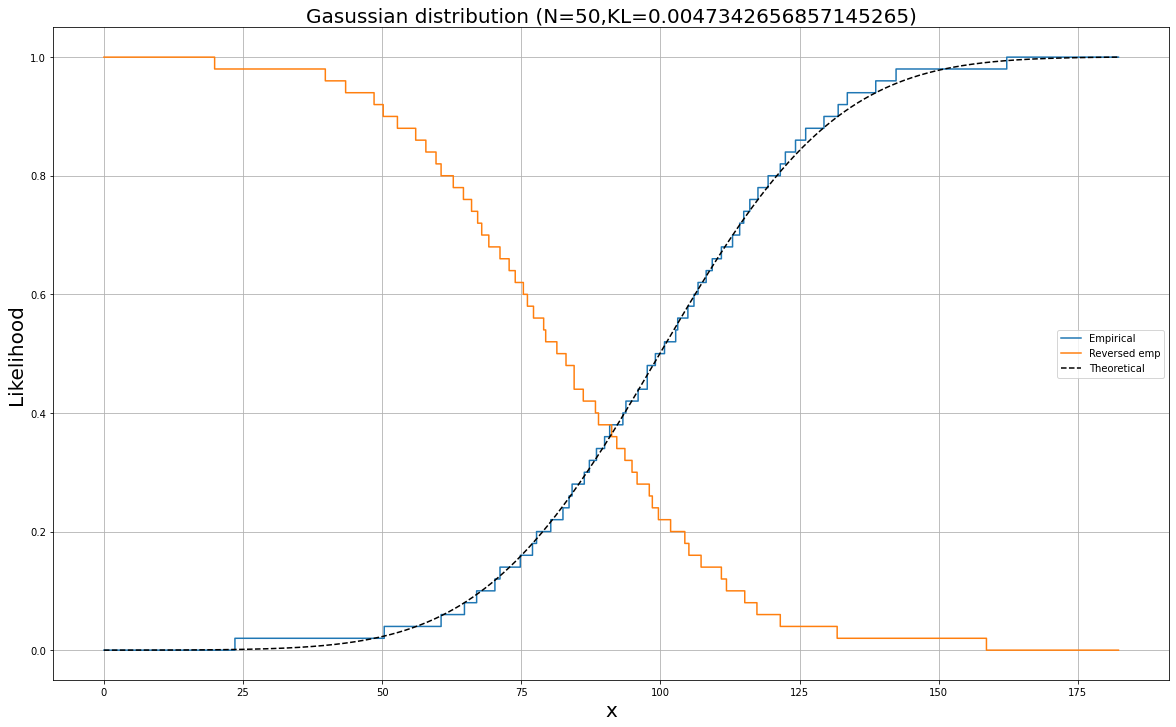 Gasussian distribution (N=50,KL=0.0047342656857145265)
1.0
0.8
0.6
0.4
0.2
0.0
Likelihood
Empirical
Reversed emp
Theoretical
0
25
50
75
100
125
150
175
x